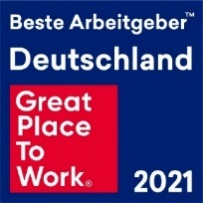 Beste Arbeitgeber™
Deutschland
Great
Place
To
Work®
2021